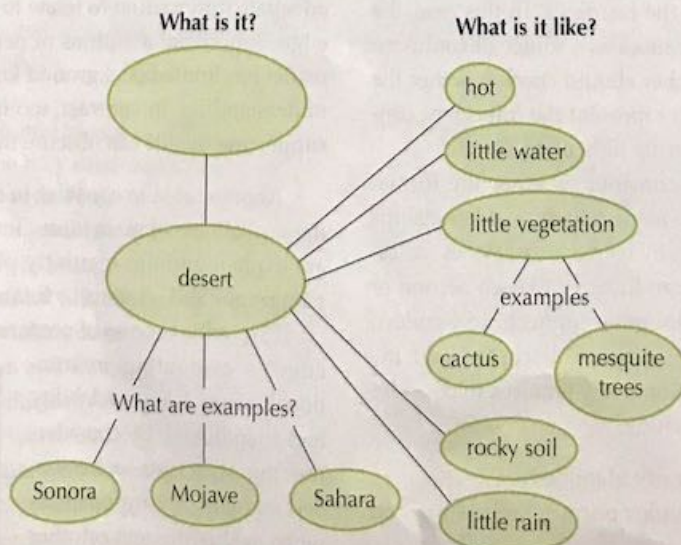 What is it?
What is it like?
hot
little water
little vegetation
desert
examples
cactus
mesquite
trees
What are examples?
rocky soil
Sonora
Mojave
Sahara
little rain